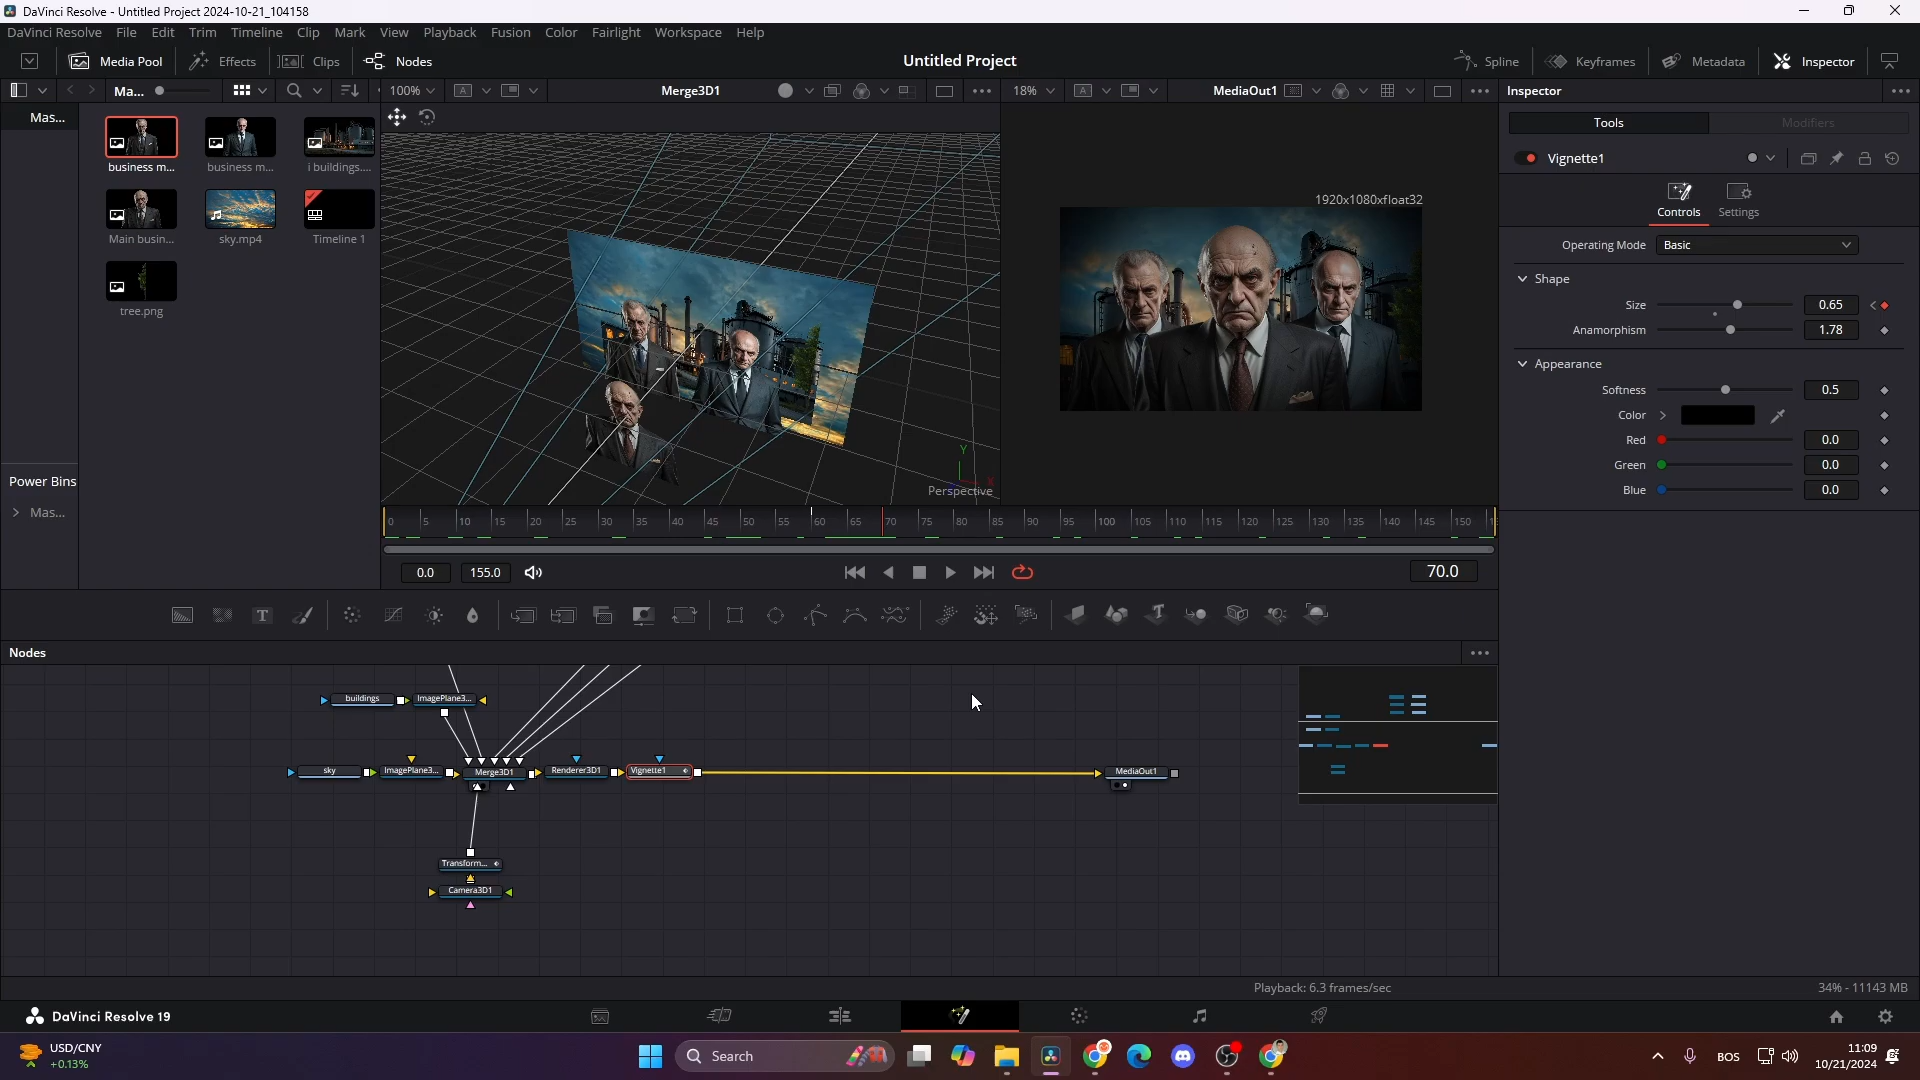 DaVinci Resolve - Untitled Project 2024-10-21_104158
DaVinci Resolve File Edit Trim Timeline Clip Mark View Playback Fusion Color Fairlight Workspace Help
Media Pool Effects Clips Nodes Untitled Project Spline Keyframes Metadata Inspector
Ma... 100% A Merge3D1 18% A MediaOut1 Inspector
Mas...
Tools Modifiers
business m... business m... i buildings....
Vignette1
Controls Settings
1920x1080xfloat32
Main busin... sky.mp4 Timeline 1
Operating Mode Basic
Shape
Size 0.65
tree.png
Anamorphism 1.78
Appearance
Softness 0.5
Color
Red 0.0
Green 0.0
Blue 0.0
Y
X
Perspective
Power Bins
Mas...
0 5 10 15 20 25 30 35 40 45 50 55 60 65 70 75 80 85 90 95 100 105 110 115 120 125 130 135 140 145 150
0.0 155.0 70.0
T T
Nodes
buildings ImagePlane3...
sky ImagePlane3... Merge3D1 Renderer3D1 Vignette1 MediaOut1
Transform...
Camera3D1
Playback: 6.3 frames/sec 34% - 11143 MB
DaVinci Resolve 19
USD/CNY
+0.13%
Search
BOS
11:09
10/21/2024